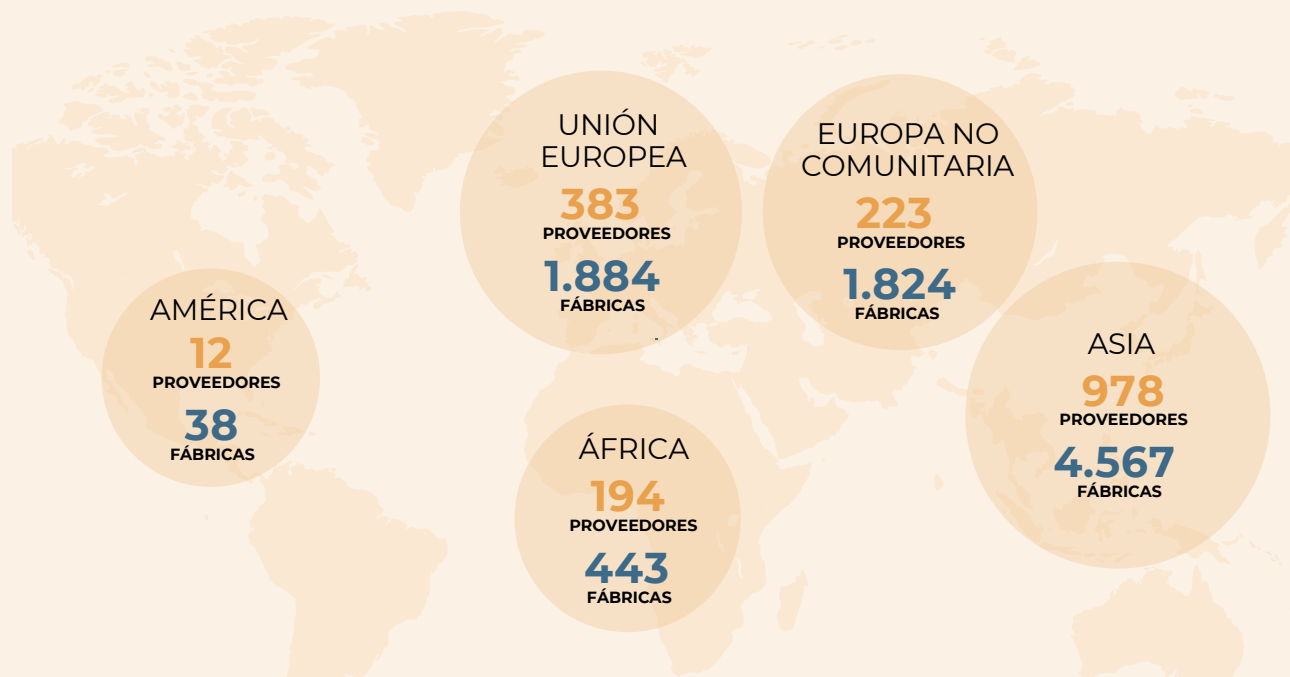 UNIÓN
EUROPEA
383
PROVEEDORES
1.884
FÁBRICAS
EUROPA NO
COMUNITARIA
223
PROVEEDORES
1.824
FÁBRICAS
AMÉRICA
12
PROVEEDORES
38
FÁBRICAS
ASIA
978
PROVEEDORES
4.567
FÁBRICAS
ÁFRICA
194
PROVEEDORES
443
FÁBRICAS